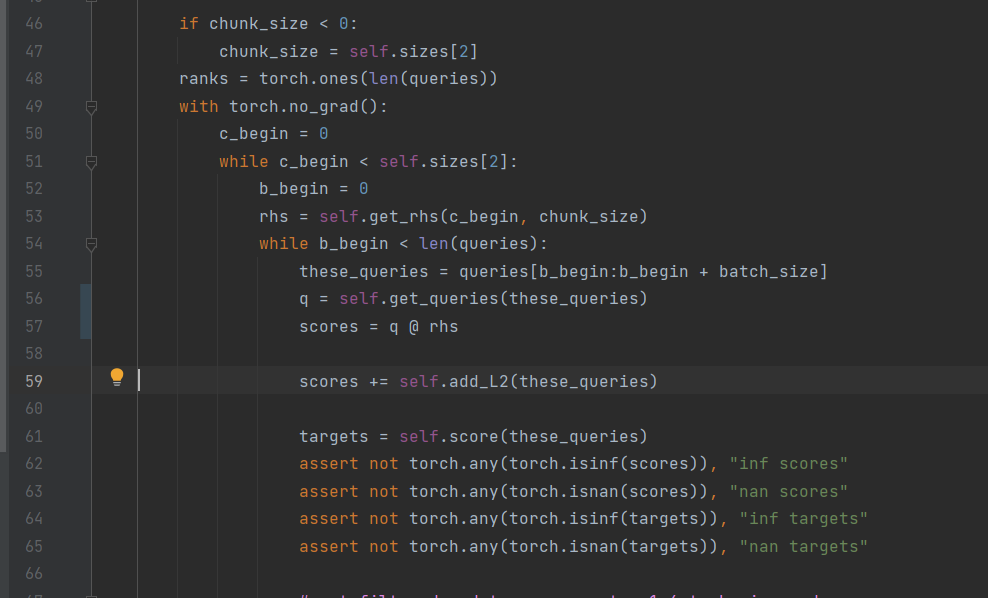 46 if chunk_size < 0:
47 chunk_size = self.sizes[2]
48 ranks = torch.ones(len(queries))
49 with torch.no_grad():
50 c_begin = 0
51 while c_begin < self.sizes[2]:
52 b_begin = 0
53 rhs = self.get_rhs(c_begin, chunk_size)
54 while b_begin < len(queries):
55 these_queries = queries[b_begin:b_begin + batch_size]
56 q = self.get_queries(these_queries)
57 scores = q @ rhs
58
59 scores += self.add_L2(these_queries)
60
61 targets = self.score(these_queries)
62 assert not torch.any(torch.isinf(scores)), "inf scores"
63 assert not torch.any(torch.isnan(scores)), "nan scores"
64 assert not torch.any(torch.isinf(targets)), "inf targets"
65 assert not torch.any(torch.isnan(targets)), "nan targets"
66